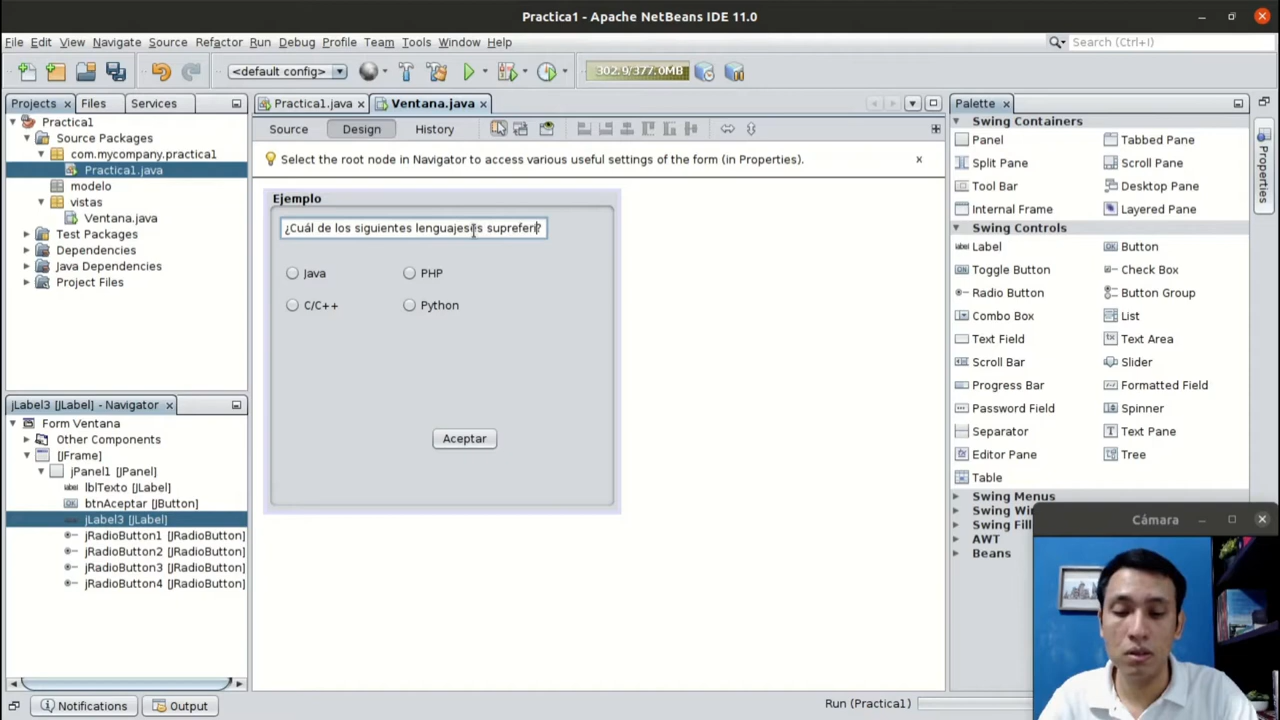 Practica1 - Apache NetBeans IDE 11.0
File Edit View Navigate Source Refactor Run Debug Profile Team Tools Window Help
Search (Ctrl+I)
<default config>
302.9/377.0MB
Projects x Files Services
Practica1.java x Ventana.java x
Palette x
Source Design History
Select the root node in Navigator to access various useful settings of the form (in Properties). x
Practica1
Source Packages
com.mycompany.practica1
Practica1.java
modelo
vistas
Ventana.java
Test Packages
Dependencies
Java Dependencies
Project Files
jLabel3 [JLabel] - Navigator x
Form Ventana
Other Components
[JFrame]
jPanel1 [JPanel]
lblTexto [JLabel]
btnAceptar [JButton]
jLabel3 [JLabel]
jRadioButton1 [JRadioButton]
jRadioButton2 [JRadioButton]
jRadioButton3 [JRadioButton]
jRadioButton4 [JRadioButton]
Ejemplo
¿Cuál de los siguientes lenguajeses supreferi?
Java PHP
C/C++ Python
Aceptar
Swing Containers
Panel Tabbed Pane
Split Pane Scroll Pane
Tool Bar Desktop Pane
Internal Frame Layered Pane
Swing Controls
Label Button
Toggle Button Check Box
Radio Button Button Group
Combo Box List
Text Field Text Area
Scroll Bar Slider
Progress Bar Formatted Field
Password Field Spinner
Separator Text Pane
Editor Pane Tree
Table
Swing Menus
Swing Wi
Swing Fill
AWT
Beans
Properties
Cámara
Notifications Output
Run (Practica1)